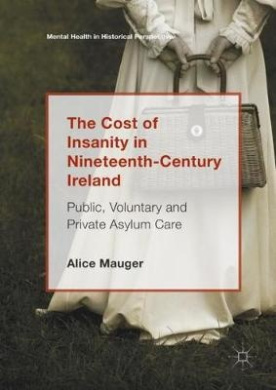 Mental Health in Historical Perspective
The Cost of
Insanity in
Nineteenth-Century
Ireland
Public, Voluntary and
Private Asylum Care
Alice Mauger